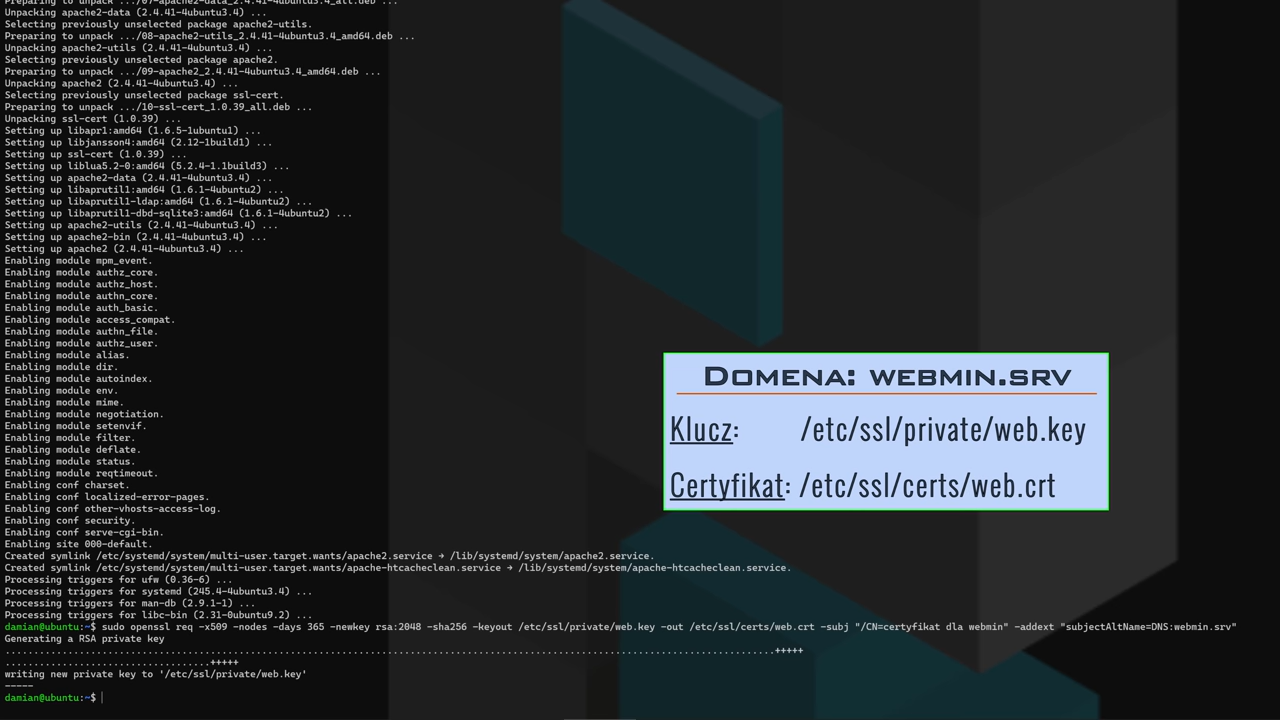 Preparing to unpack .../07-apache2-data_2.4.41-4ubuntu3.4_all.deb ...
Unpacking apache2-data (2.4.41-4ubuntu3.4) ...
Selecting previously unselected package apache2-utils.
Preparing to unpack .../08-apache2-utils_2.4.41-4ubuntu3.4_amd64.deb ...
Unpacking apache2-utils (2.4.41-4ubuntu3.4) ...
Selecting previously unselected package apache2.
Preparing to unpack .../09-apache2_2.4.41-4ubuntu3.4_amd64.deb ...
Unpacking apache2 (2.4.41-4ubuntu3.4) ...
Selecting previously unselected package ssl-cert.
Preparing to unpack .../10-ssl-cert_1.0.39_all.deb ...
Unpacking ssl-cert (1.0.39) ...
Setting up libapr1:amd64 (1.6.5-1ubuntu1) ...
Setting up libjansson4:amd64 (2.12-1build1) ...
Setting up ssl-cert (1.0.39) ...
Setting up liblua5.2-0:amd64 (5.2.4-1.1build3) ...
Setting up apache2-data (2.4.41-4ubuntu3.4) ...
Setting up libaprutil1:amd64 (1.6.1-4ubuntu2) ...
Setting up libaprutil1-ldap:amd64 (1.6.1-4ubuntu2) ...
Setting up libaprutil1-dbd-sqlite3:amd64 (1.6.1-4ubuntu2) ...
Setting up apache2-utils (2.4.41-4ubuntu3.4) ...
Setting up apache2-bin (2.4.41-4ubuntu3.4) ...
Setting up apache2 (2.4.41-4ubuntu3.4) ...
Enabling module mpm_event.
Enabling module authz_core.
Enabling module authz_host.
Enabling module authn_core.
Enabling module auth_basic.
Enabling module access_compat.
Enabling module authn_file.
Enabling module authz_user.
Enabling module alias.
Enabling module dir.
Enabling module autoindex.
Enabling module env.
Enabling module mime.
Enabling module negotiation.
Enabling module setenvif.
Enabling module filter.
Enabling module deflate.
Enabling module status.
Enabling module reqtimeout.
Enabling conf charset.
Enabling conf localized-error-pages.
Enabling conf other-vhosts-access-log.
Enabling conf security.
Enabling conf serve-cgi-bin.
Enabling site 000-default.
Created symlink /etc/systemd/system/multi-user.target.wants/apache2.service → /lib/systemd/system/apache2.service.
Created symlink /etc/systemd/system/multi-user.target.wants/apache-htcacheclean.service → /lib/systemd/system/apache-htcacheclean.service.
Processing triggers for ufw (0.36-6) ...
Processing triggers for systemd (245.4-4ubuntu3.4) ...
Processing triggers for man-db (2.9.1-1) ...
Processing triggers for libc-bin (2.31-0ubuntu9.2) ...
damian@ubuntu:~$ sudo openssl req -x509 -nodes -days 365 -newkey rsa:2048 -sha256 -keyout /etc/ssl/private/web.key -out /etc/ssl/certs/web.crt -subj "/CN=certyfikat dla webmin" -addext "subjectAltName=DNS:webmin.srv"
Generating a RSA private key
.......................................................................................................................................+++++
....................................+++++
writing new private key to '/etc/ssl/private/web.key'
-----
damian@ubuntu:~$
Domena: webmin.srv
Klucz: /etc/ssl/private/web.key
Certyfikat: /etc/ssl/certs/web.crt